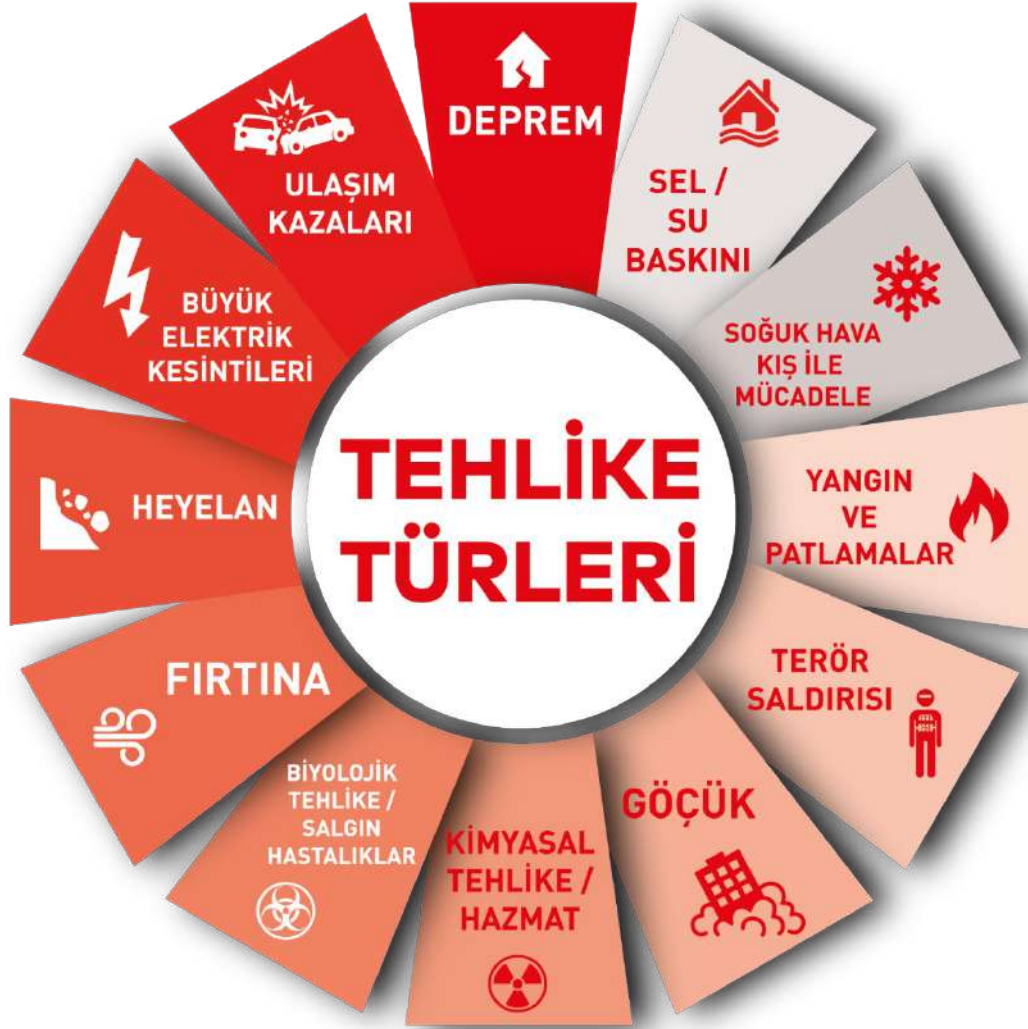 TEHLİKE
TÜRLERİ
DEPREM
SEL /
SU
BASKINI
SOĞUK HAVA
KIŞ İLE
MÜCADELE
YANGIN
VE
PATLAMALAR
TERÖR
SALDIRISI
GÖÇÜK
KİMYASAL
TEHLİKE /
HAZMAT
BİYOLOJİK
TEHLİKE /
SALGIN
HASTALIKLAR
FIRTINA
HEYELAN
BÜYÜK
ELEKTRİK
KESİNTİLERİ
ULAŞIM
KAZALARI